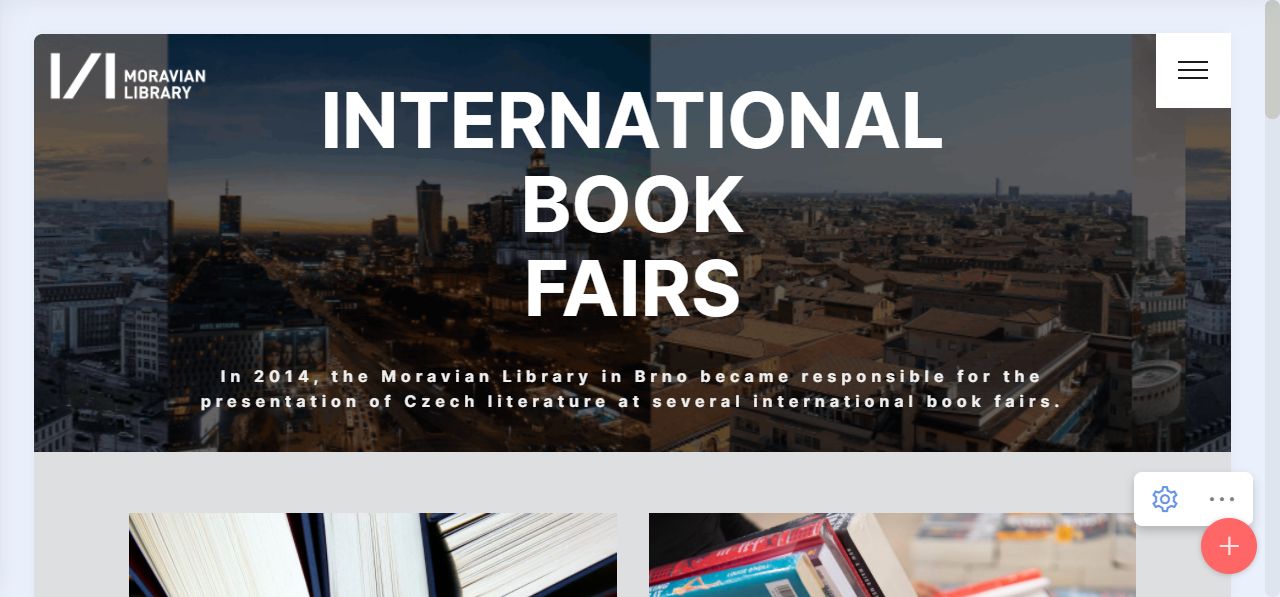 MORAVIAN
LIBRARY
INTERNATIONAL
BOOK
FAIRS
In 2014, the Moravian Library in Brno became responsible for the
presentation of Czech literature at several international book fairs.